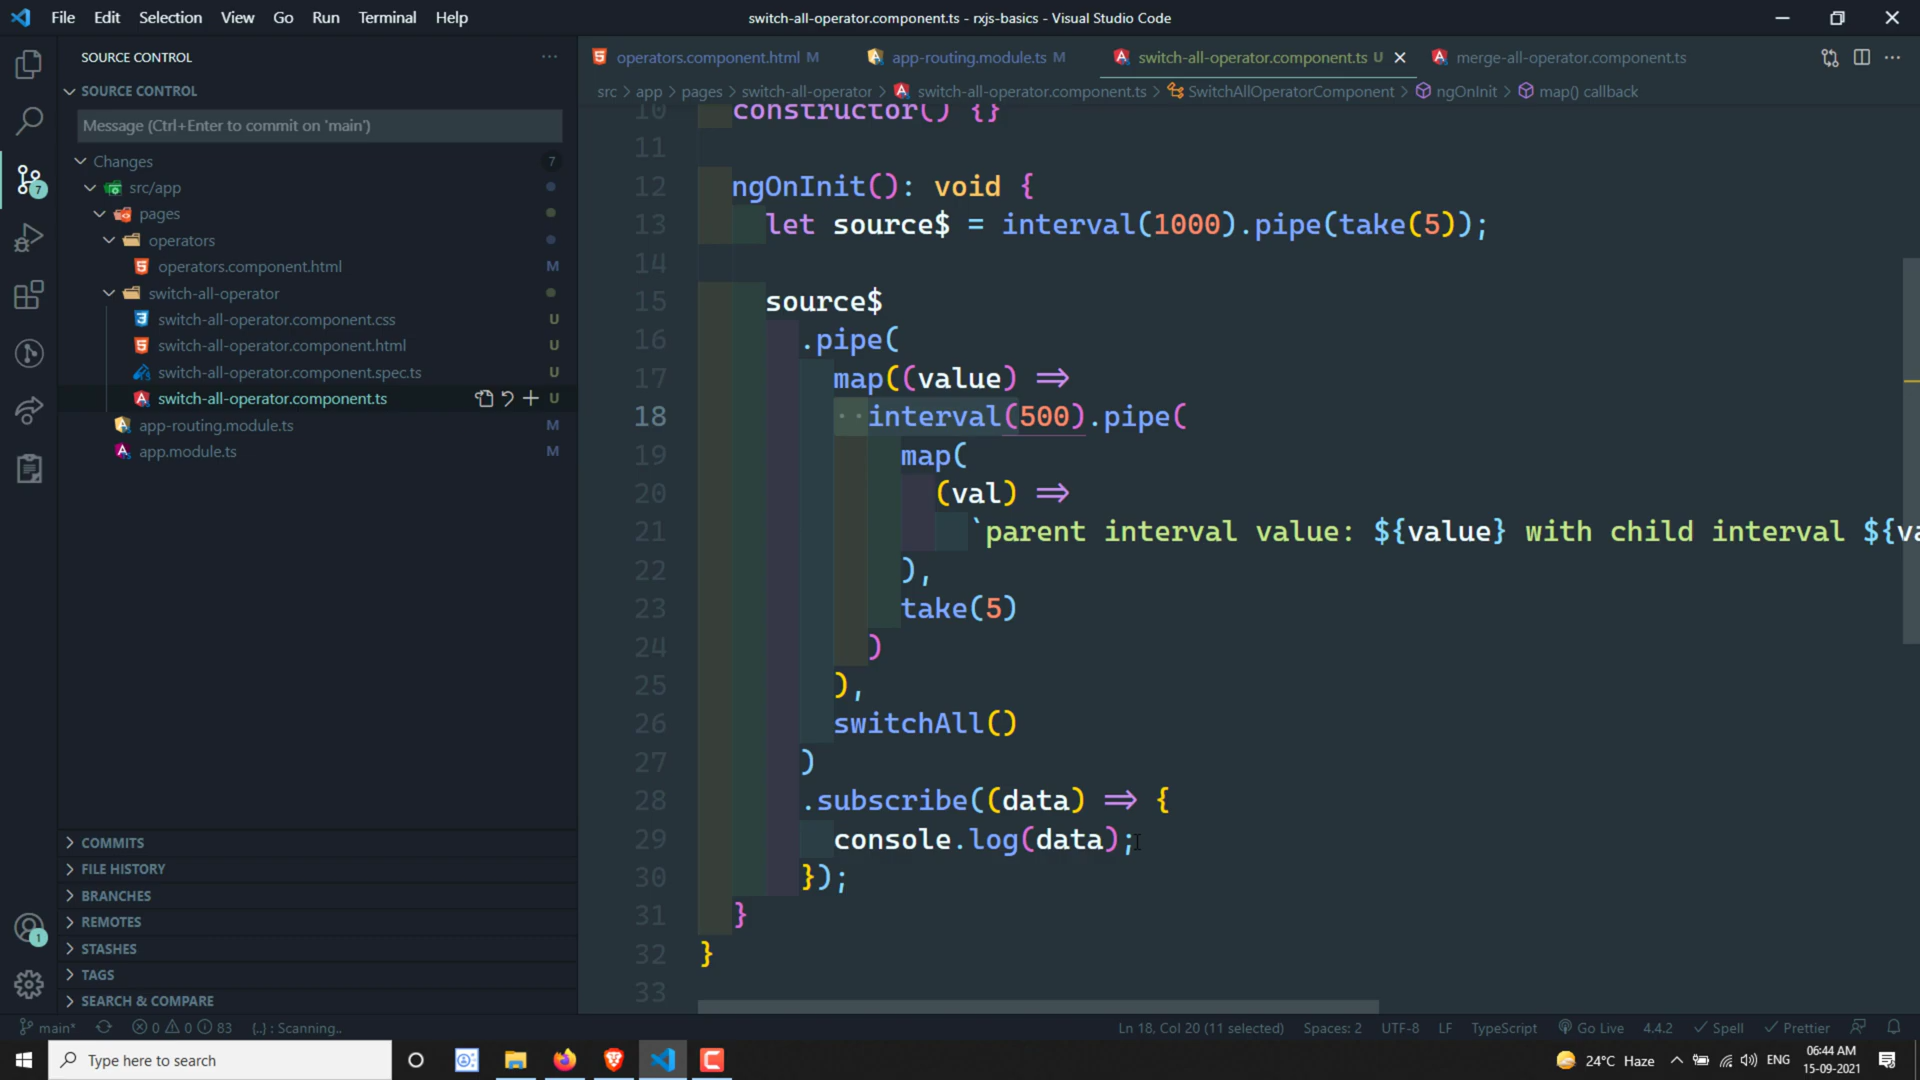 File Edit Selection View Go Run Terminal Help
switch-all-operator.component.ts - rxjs-basics - Visual Studio Code
SOURCE CONTROL
SOURCE CONTROL
Message (Ctrl+Enter to commit on 'main')
Changes 7
src/app
pages
operators
operators.component.html M
switch-all-operator
switch-all-operator.component.css U
switch-all-operator.component.html U
switch-all-operator.component.spec.ts U
switch-all-operator.component.ts U
app-routing.module.ts M
app.module.ts M
COMMITS
FILE HISTORY
BRANCHES
REMOTES
STASHES
TAGS
SEARCH & COMPARE
7
1
operators.component.html M app-routing.module.ts M switch-all-operator.component.ts U merge-all-operator.component.ts
src > app > pages > switch-all-operator > switch-all-operator.component.ts > SwitchAllOperatorComponent > ngOnInit > map() callback
10 constructor() {}
11
12 ngOnInit(): void {
13 let source$ = interval(1000).pipe(take(5));
14
15 source$
16 .pipe(
17 map((value) =>
18 interval(500).pipe(
19 map(
20 (val) =>
21 `parent interval value: ${value} with child interval ${va
22 ),
23 take(5)
24 )
25 ),
26 switchAll()
27 )
28 .subscribe((data) => {
29 console.log(data);
30 });
31 }
32 }
33
main* 0 0 83 {..} : Scanning.. Ln 18, Col 20 (11 selected) Spaces: 2 UTF-8 LF TypeScript Go Live 4.4.2 Spell Prettier
Type here to search
24°C Haze ENG
06:44 AM
15-09-2021